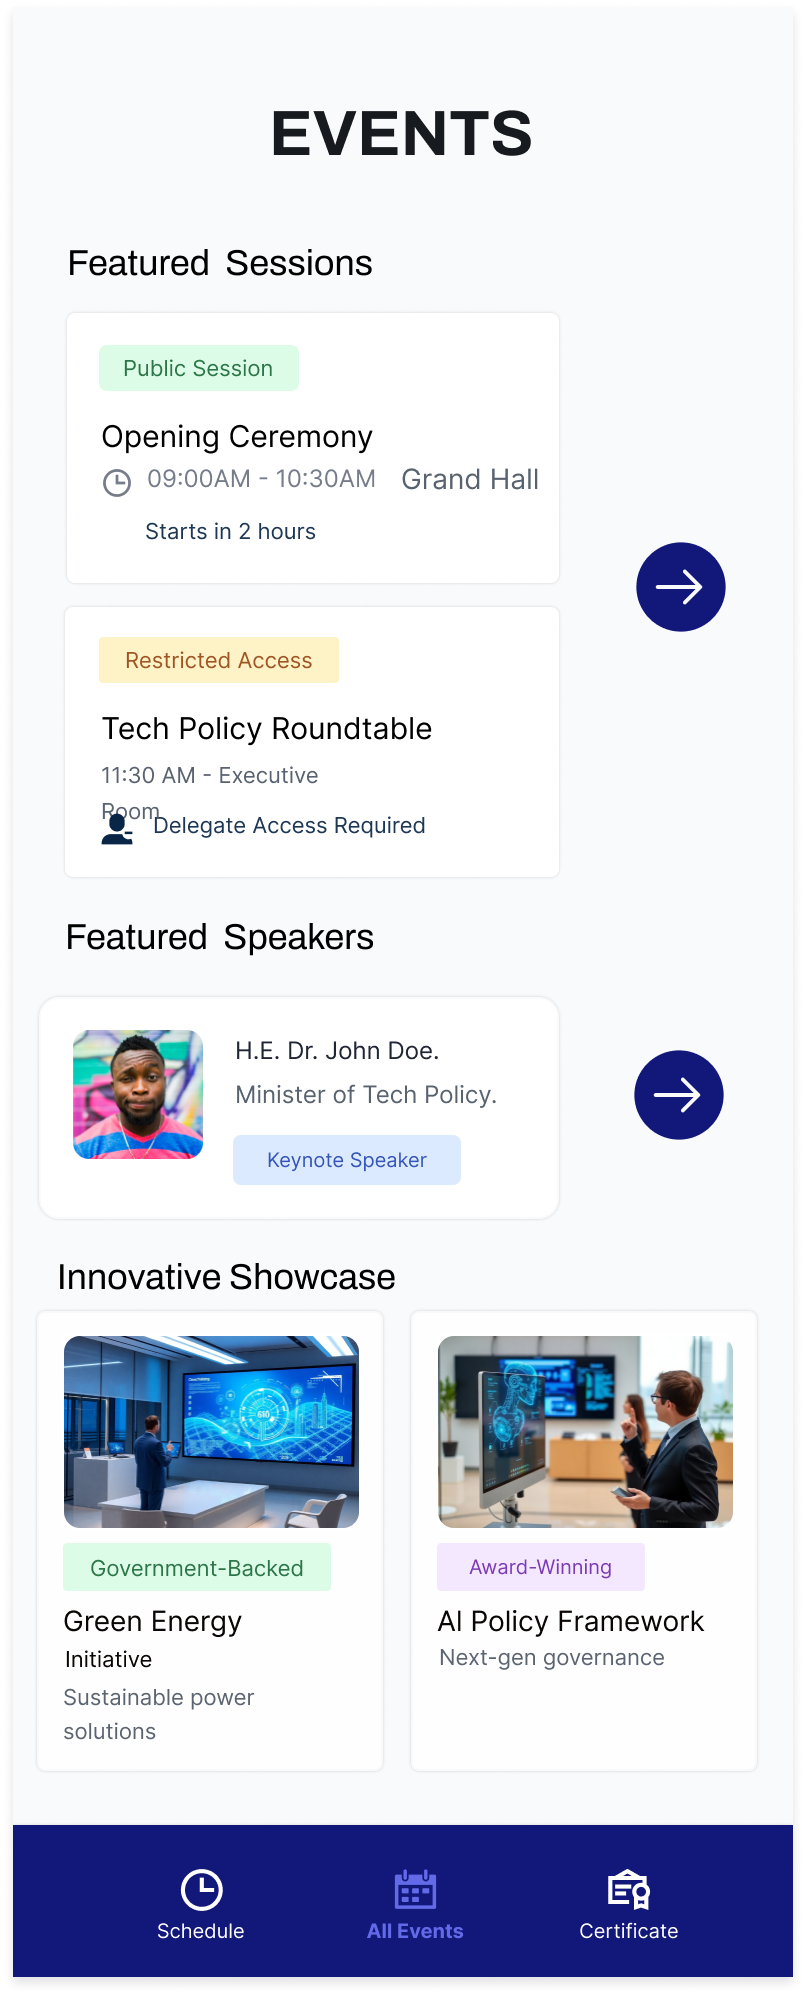 EVENTS
Featured Sessions
Public Session
Opening Ceremony
09:00AM - 10:30AM Grand Hall
Starts in 2 hours
Restricted Access
Tech Policy Roundtable
11:30 AM - Executive
Room
Delegate Access Required
Featured Speakers
H.E. Dr. John Doe.
Minister of Tech Policy.
Keynote Speaker
Innovative Showcase
Government-Backed
Green Energy
Initiative
Sustainable power
solutions
Award-Winning
AI Policy Framework
Next-gen governance
Schedule
All Events
Certificate